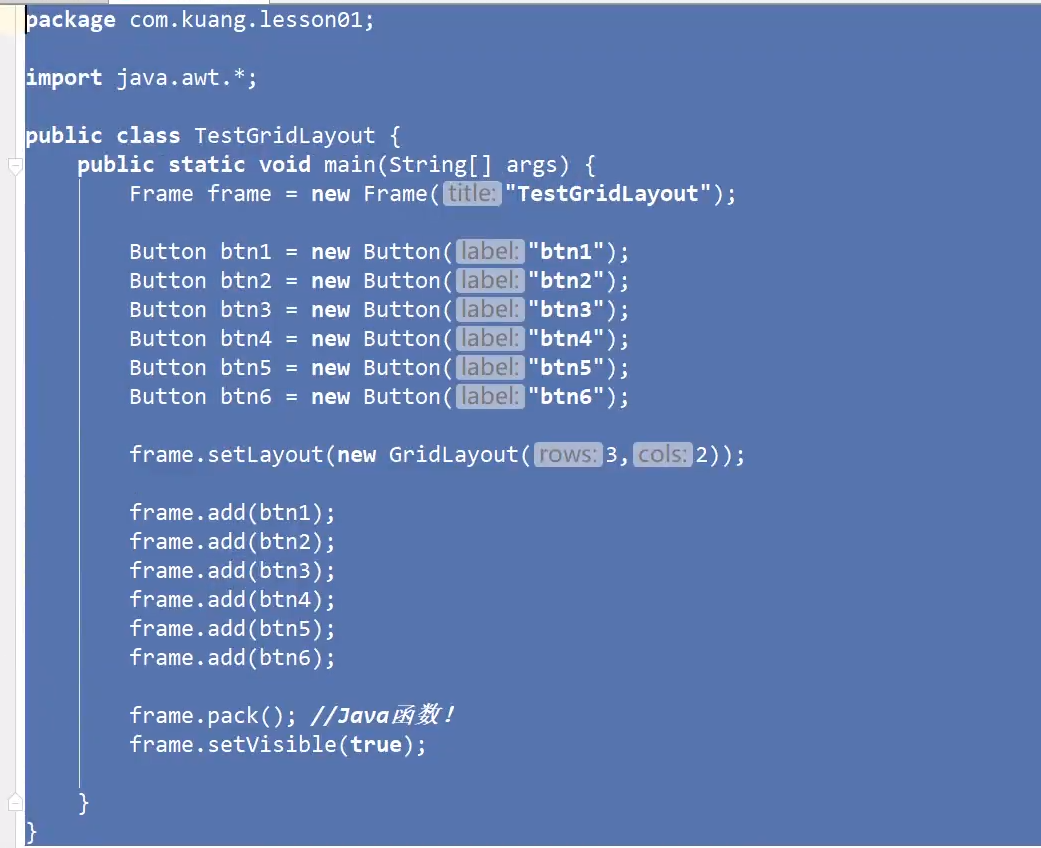 package com.kuang.lesson01;
import java.awt.*;
public class TestGridLayout {
public static void main(String[] args) {
Frame frame = new Frame( title: "TestGridLayout");
Button btn1 = new Button( label: "btn1");
Button btn2 = new Button( label: "btn2");
Button btn3 = new Button( label: "btn3");
Button btn4 = new Button( label: "btn4");
Button btn5 = new Button( label: "btn5");
Button btn6 = new Button( label: "btn6");
frame.setLayout(new GridLayout( rows: 3, cols: 2));
frame.add(btn1);
frame.add(btn2);
frame.add(btn3);
frame.add(btn4);
frame.add(btn5);
frame.add(btn6);
frame.pack(); //Java函数!
frame.setVisible(true);
}
}